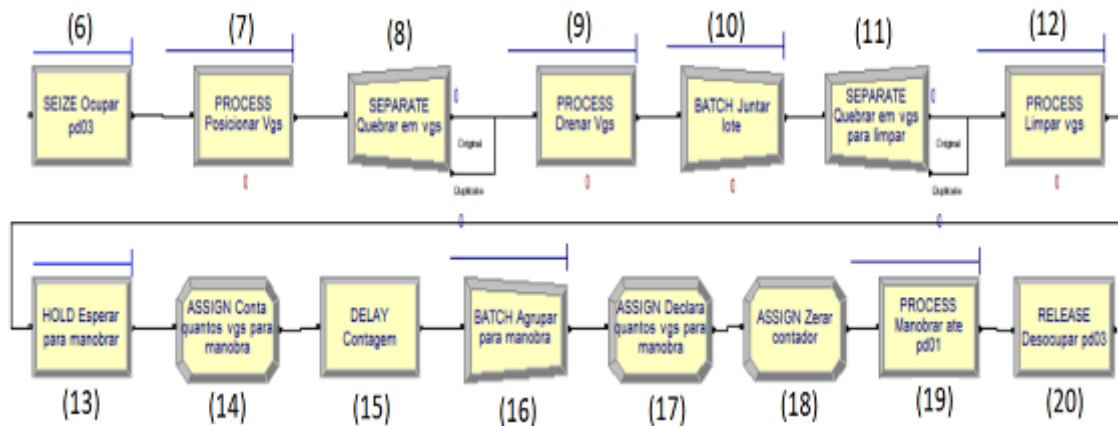 (6)
(7)
(8)
(9)
(10)
(11)
(12)
SEIZE Ocupar
pd03
PROCESS
Posicionar Vgs
0
SEPARATE
Quebrar em vgs
0
Original
Duplicate
0
PROCESS
Drenar Vgs
0
BATCH Juntar
lote
0
SEPARATE
Quebrar em vgs
para limpar
0
Original
Duplicate
0
PROCESS
Limpar vgs
0
HOLD Esperar
para manobrar
ASSIGN Conta
quantos vgs para
manobra
DELAY
Contagem
BATCH Agrupar
para manobra
ASSIGN Declara
quantos vgs para
manobra
ASSIGN Zerar
contador
PROCESS
Manobrar ate
pd01
RELEASE
Desocupar pd03
(13)
(14)
(15)
(16)
(17)
(18)
(19)
(20)